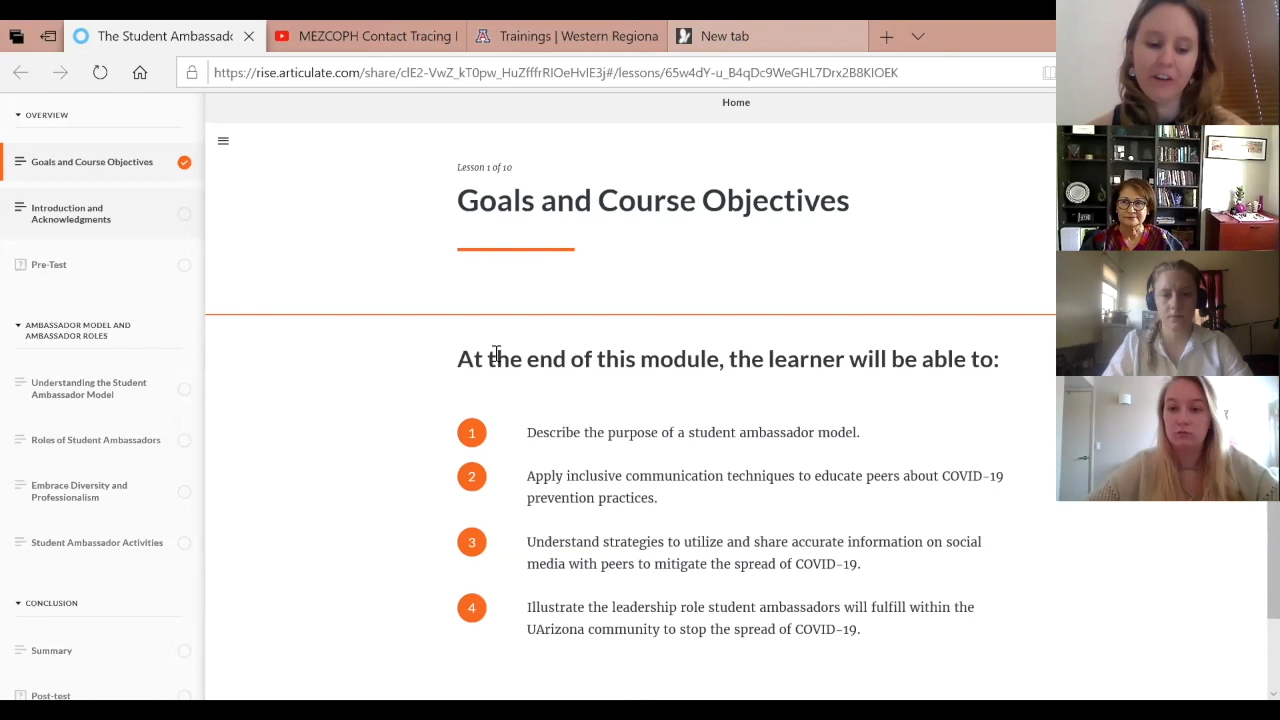 The Student Ambassadc
MEZCOPH Contact Tracing I
Trainings | Western Regiona
New tab
https://rise.articulate.com/share/clE2-VwZ_kT0pw_HuZfffrRIOeHvlE3j#/lessons/65w4dY-u_B4qDc9WeGHL7Drx2B8KIOEK
Home
OVERVIEW
Goals and Course Objectives
Introduction and
Acknowledgments
Pre-Test
AMBASSADOR MODEL AND
AMBASSADOR ROLES
Understanding the Student
Ambassador Model
Roles of Student Ambassadors
Embrace Diversity and
Professionalism
Student Ambassador Activities
CONCLUSION
Summary
Post-test
Lesson 1 of 10
Goals and Course Objectives
At the end of this module, the learner will be able to:
1 Describe the purpose of a student ambassador model.
2 Apply inclusive communication techniques to educate peers about COVID-19
prevention practices.
3 Understand strategies to utilize and share accurate information on social
media with peers to mitigate the spread of COVID-19.
4 Illustrate the leadership role student ambassadors will fulfill within the
UArizona community to stop the spread of COVID-19.